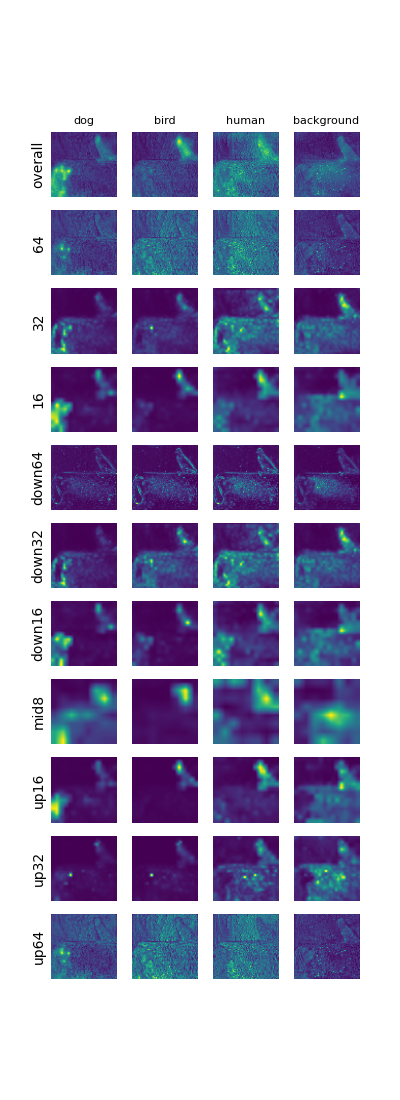 dog bird human background
overall
64
32
16
down64
down32
down16
mid8
up16
up32
up64